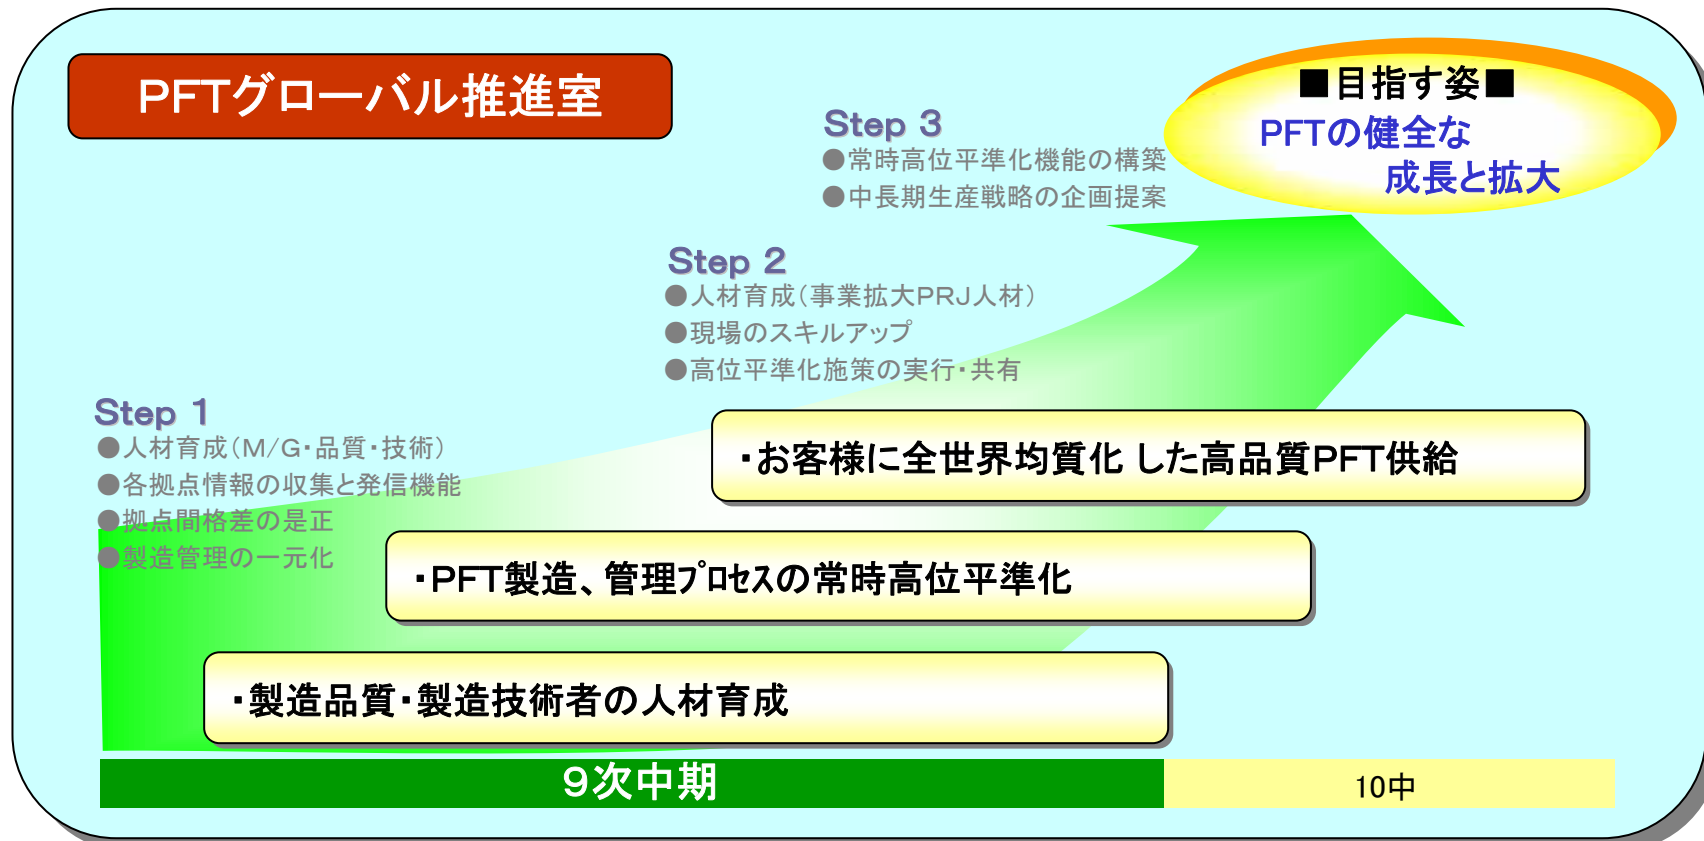 PFTグローバル推進室
■目指す姿■
PFTの健全な
成長と拡大
Step 3
●常時高位平準化機能の構築
●中長期生産戦略の企画提案
Step 2
●人材育成(事業拡大PRJ人材)
●現場のスキルアップ
●高位平準化施策の実行・共有
Step 1
●人材育成(M/G・品質・技術)
●各拠点情報の収集と発信機能
●拠点間格差の是正
●製造管理の一元化
・お客様に全世界均質化 した高品質PFT供給
・PFT製造、管理プロセスの常時高位平準化
・製造品質・製造技術者の人材育成
9次中期
10中